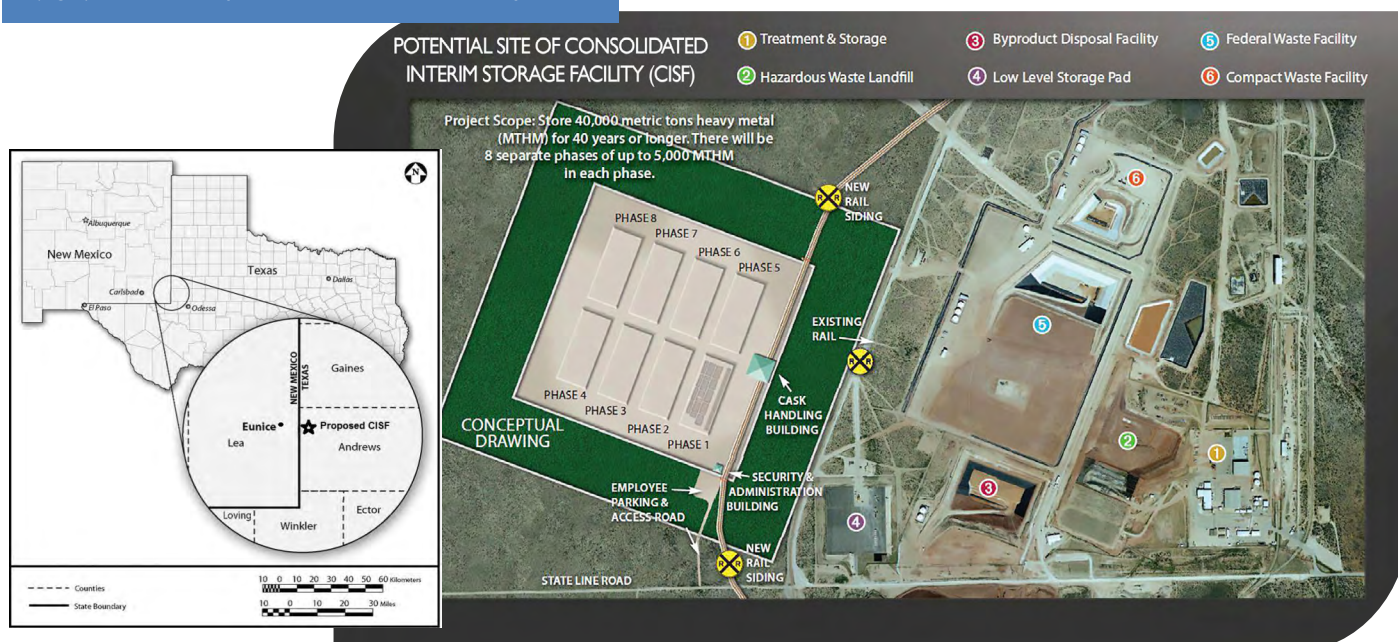 POTENTIAL SITE OF CONSOLIDATED
INTERIM STORAGE FACILITY (CISF)
1 Treatment & Storage
2 Hazardous Waste Landfill
3 Byproduct Disposal Facility
4 Low Level Storage Pad
5 Federal Waste Facility
6 Compact Waste Facility
Project Scope: Store 40,000 metric tons heavy metal
(MTHM) for 40 years or longer. There will be
8 separate phases of up to 5,000 MTHM
in each phase.
N
Albuquerque
New Mexico
Texas
Dallas
Carlsbad
El Paso
Odessa
NEW MEXICO
TEXAS
Gaines
Eunice
Proposed CISF
Lea
Andrews
Loving
Winkler
Ector
Counties
State Boundary
10 0 10 20 30 40 50 60 Kilometers
10 0 10 20 30 Miles
R R
NEW
RAIL
SIDING
PHASE 8
PHASE 7
PHASE 6
PHASE 5
EXISTING
RAIL
R R
PHASE 4
PHASE 3
PHASE 2
PHASE 1
CASK
HANDLING
BUILDING
CONCEPTUAL
DRAWING
SECURITY &
ADMINISTRATION
BUILDING
EMPLOYEE
PARKING &
ACCESS ROAD
R R
NEW
RAIL
SIDING
STATE LINE ROAD
6
5
2
1
3
4